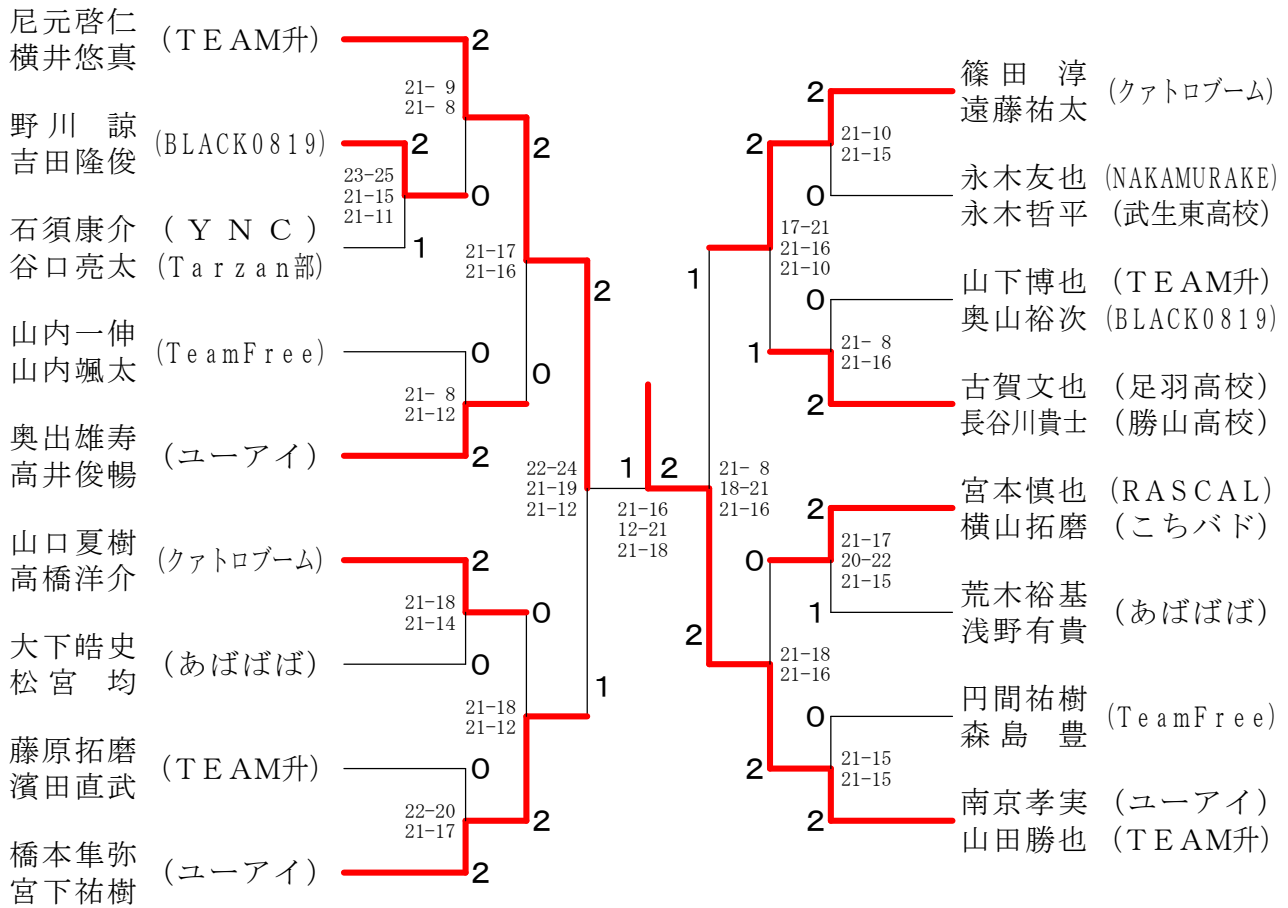 尼元啓仁
横井悠真
(TEAM升)
2
21- 9
21- 8
野川 諒
吉田隆俊
(BLACK0819)
2
2
23-25
21-15
21-11
0
石須康介
谷口亮太
(ＹＮＣ)
(Tarzan部)
1
21-17
21-16
2
山内一伸
山内颯太
(TeamFree)
0
0
21- 8
21-12
奥出雄寿
高井俊暢
(ユーアイ)
2
22-24
21-19
21-12
山口夏樹
高橋洋介
(クァトロブーム)
2
21-18
21-14
0
大下皓史
松宮 均
(あばばば)
0
1
21-18
21-12
藤原拓磨
濱田直武
(TEAM升)
0
22-20
21-17
2
橋本隼弥
宮下祐樹
(ユーアイ)
2
1
2
21-16
12-21
21-18
篠田 淳
遠藤祐太
(クァトロブーム)
2
21-10
21-15
2
永木友也
永木哲平
(NAKAMURAKE)
(武生東高校)
0
17-21
21-16
21-10
1
山下博也
奥山裕次
(TEAM升)
(BLACK0819)
0
21- 8
21-16
1
古賀文也
長谷川貴士
(足羽高校)
(勝山高校)
2
21- 8
18-21
21-16
宮本慎也
横山拓磨
(RASCAL)
(こちバド)
2
21-17
20-22
21-15
0
荒木裕基
浅野有貴
(あばばば)
1
2
21-18
21-16
円間祐樹
森島 豊
(TeamFree)
0
21-15
21-15
2
南京孝実
山田勝也
(ユーアイ)
(TEAM升)
2